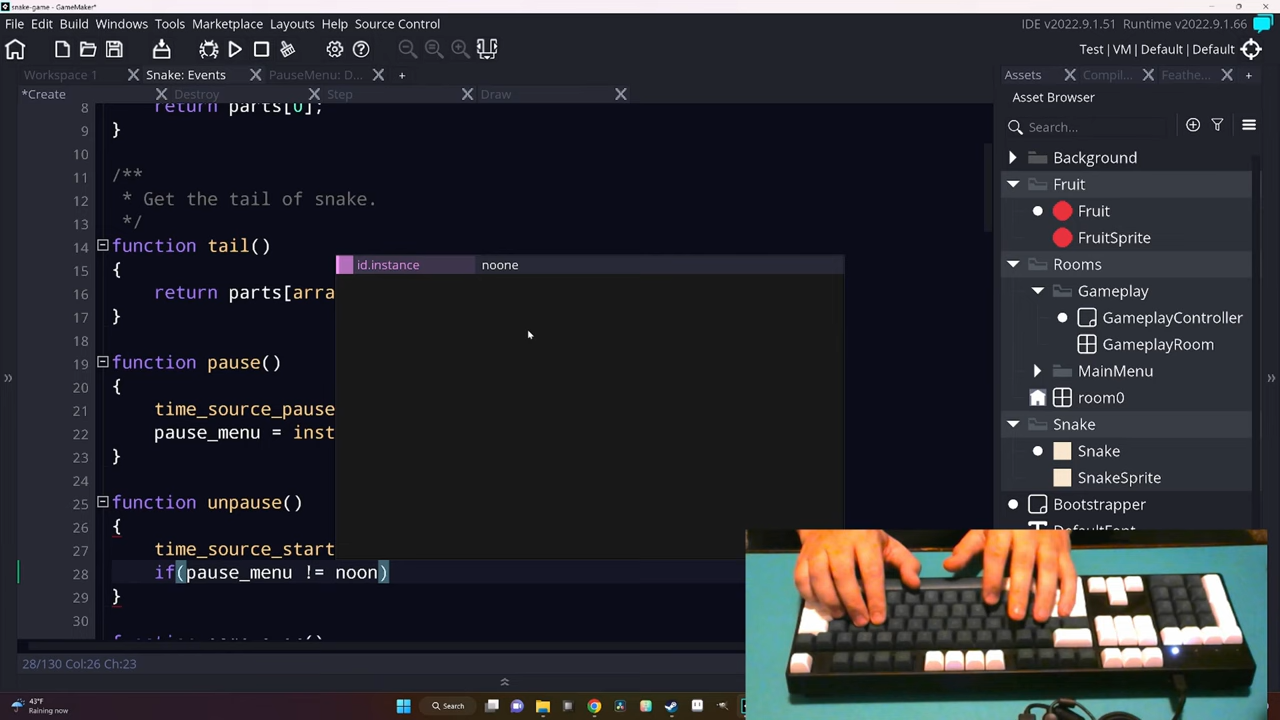 snake-game - GameMaker*
File Edit Build Windows Tools Marketplace Layouts Help Source Control
IDE v2022.9.1.51 Runtime v2022.9.1.66
Test | VM | Default | Default
Workspace 1
Snake: Events
PauseMenu: D...
Assets
Compil...
Feathe...
*Create
Destroy
Step
Draw
Asset Browser
Search...
Background
Fruit
Fruit
FruitSprite
Rooms
Gameplay
GameplayController
GameplayRoom
MainMenu
room0
Snake
Snake
SnakeSprite
Bootstrapper
DefaultFont
8 return parts[0];
9 }
10
11 /**
12 * Get the tail of snake.
13 */
14 function tail()
15 {
16 return parts[arra
17 }
18
19 function pause()
20 {
21 time_source_pause
22 pause_menu = inst
23 }
24
25 function unpause()
26 {
27 time_source_start
28 if(pause_menu != noon)
29 }
30
id.instance noone
28/130 Col:26 Ch:23
43°F
Raining now
Search